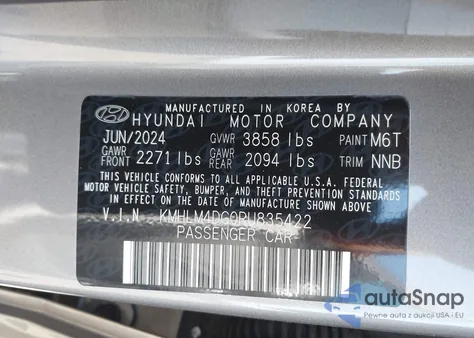 MANUFACTURED IN KOREA BY
HYUNDAI MOTOR COMPANY
JUN/2024 GVWR 3858 lbs PAINT M6T
GAWR FRONT 2271 lbs GAWR REAR 2094 lbs TRIM NNB
THIS VEHICLE CONFORMS TO ALL APPLICABLE U.S.A. FEDERAL
MOTOR VEHICLE SAFETY, BUMPER, AND THEFT PREVENTION STANDARDS
IN EFFECT ON THE DATE OF MANUFACTURE SHOWN ABOVE.
V.I.N. KMHLM4DG0RU835422
PASSENGER CAR
autoSnap
Pewne auta z aukcji USA i EU